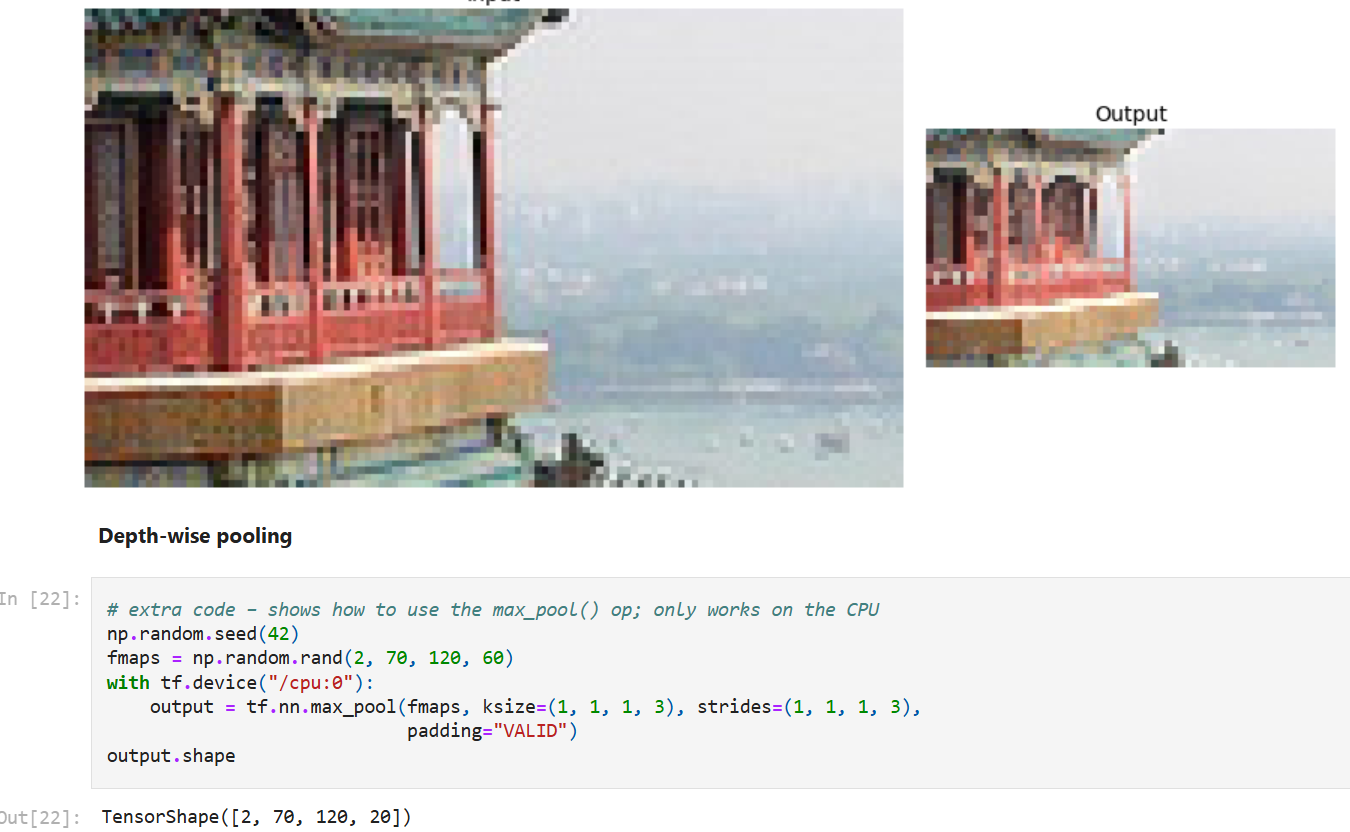 Output
Depth-wise pooling
In [22]:
# extra code – shows how to use the max_pool() op; only works on the CPU
np.random.seed(42)
fmaps = np.random.rand(2, 70, 120, 60)
with tf.device("/cpu:0"):
    output = tf.nn.max_pool(fmaps, ksize=(1, 1, 1, 3), strides=(1, 1, 1, 3),
                            padding="VALID")
output.shape
Out[22]:
TensorShape([2, 70, 120, 20])